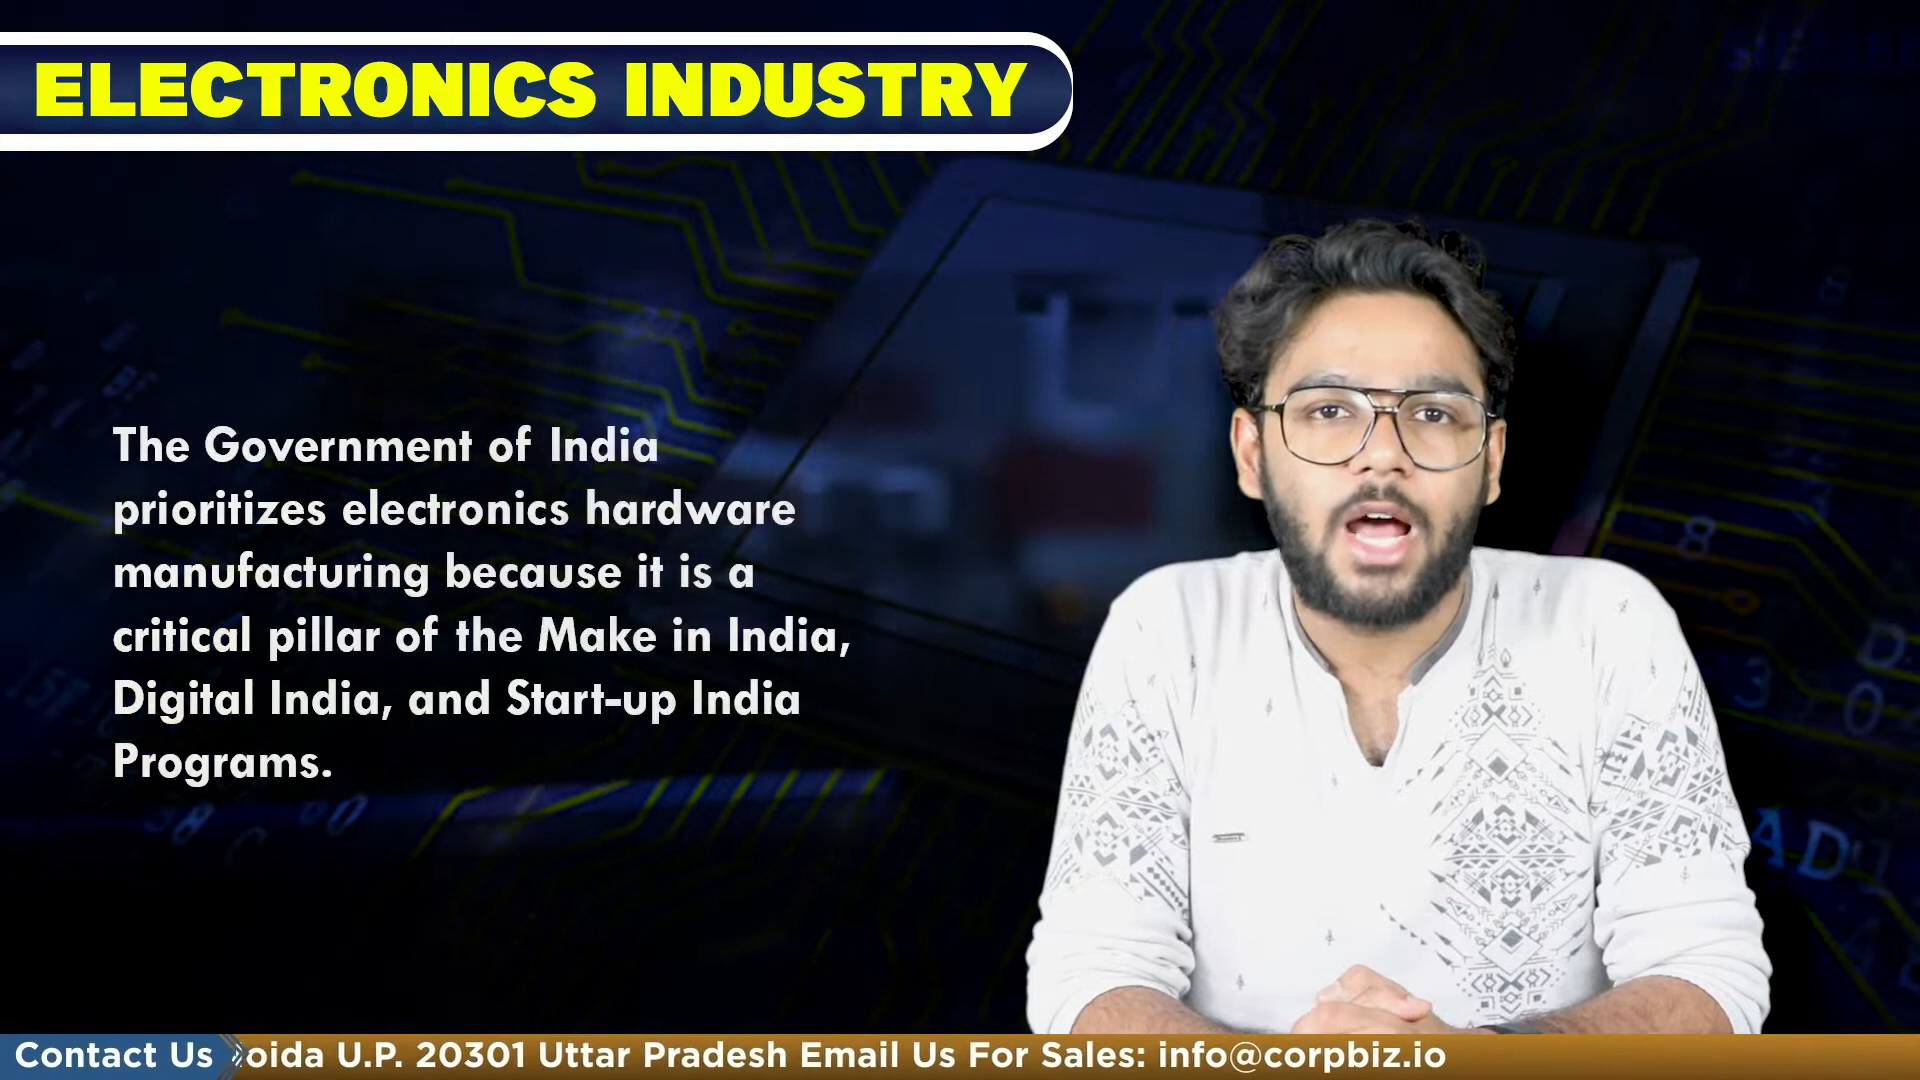 ELECTRONICS INDUSTRY
The Government of India
prioritizes electronics hardware
manufacturing because it is a
critical pillar of the Make in India,
Digital India, and Start-up India
Programs.
Contact Us oida U.P. 20301 Uttar Pradesh Email Us For Sales: info@corpbiz.io